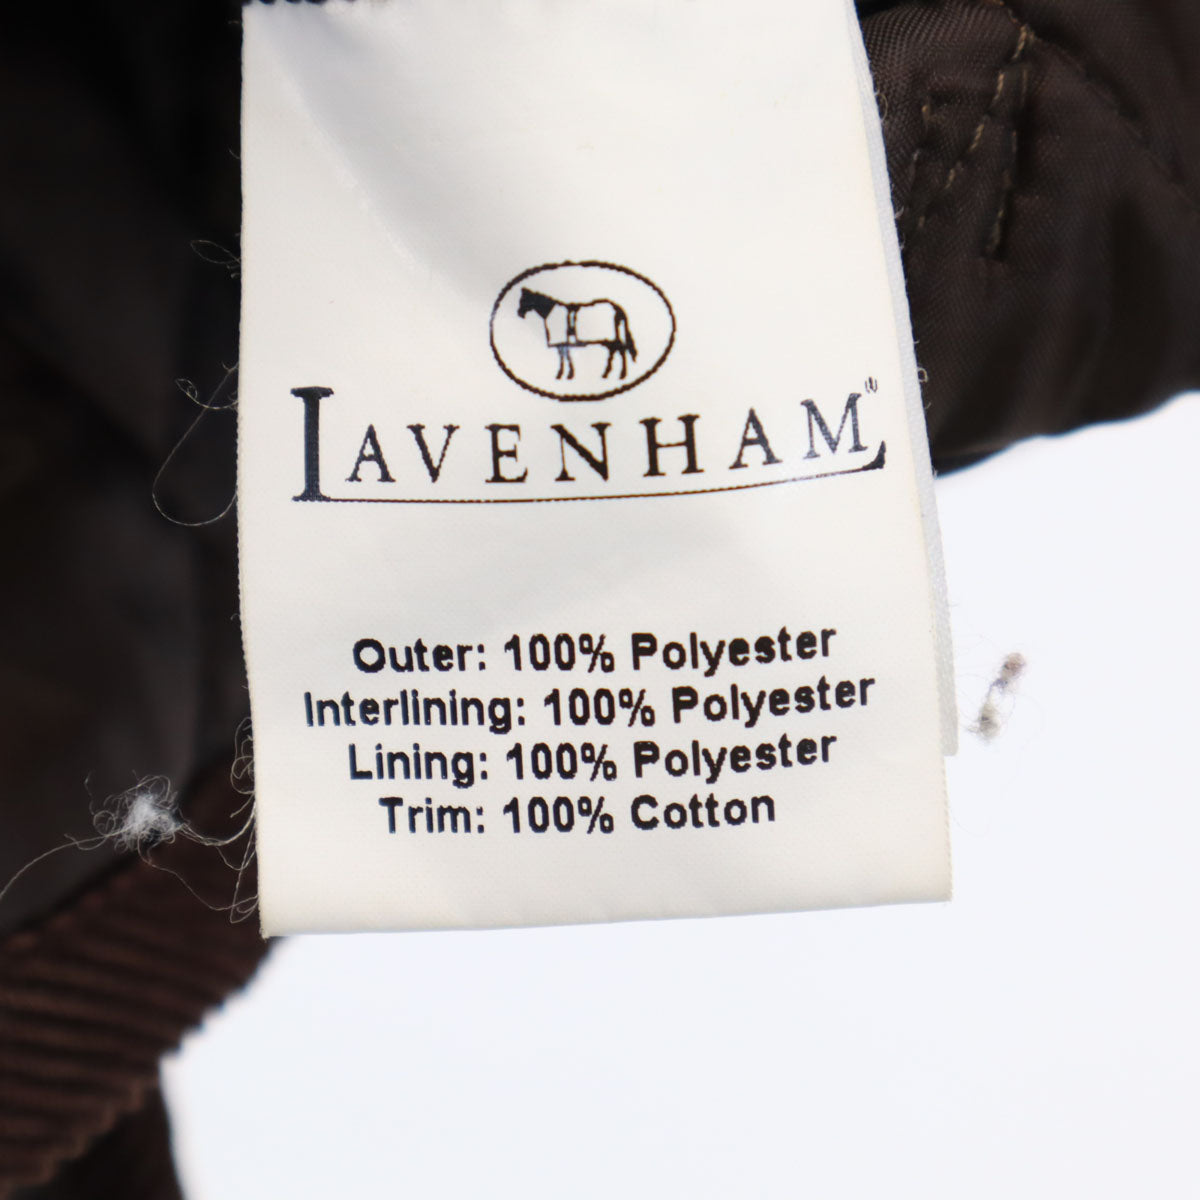 LAVENHAM
Outer: 100% Polyester
Interlining: 100% Polyester
Lining: 100% Polyester
Trim: 100% Cotton